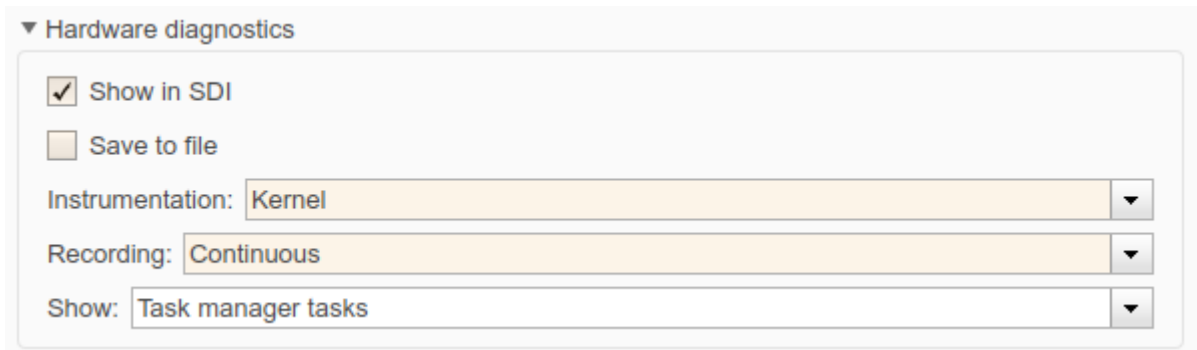 Hardware diagnostics
Show in SDI
Save to file
Instrumentation: Kernel
Recording: Continuous
Show: Task manager tasks